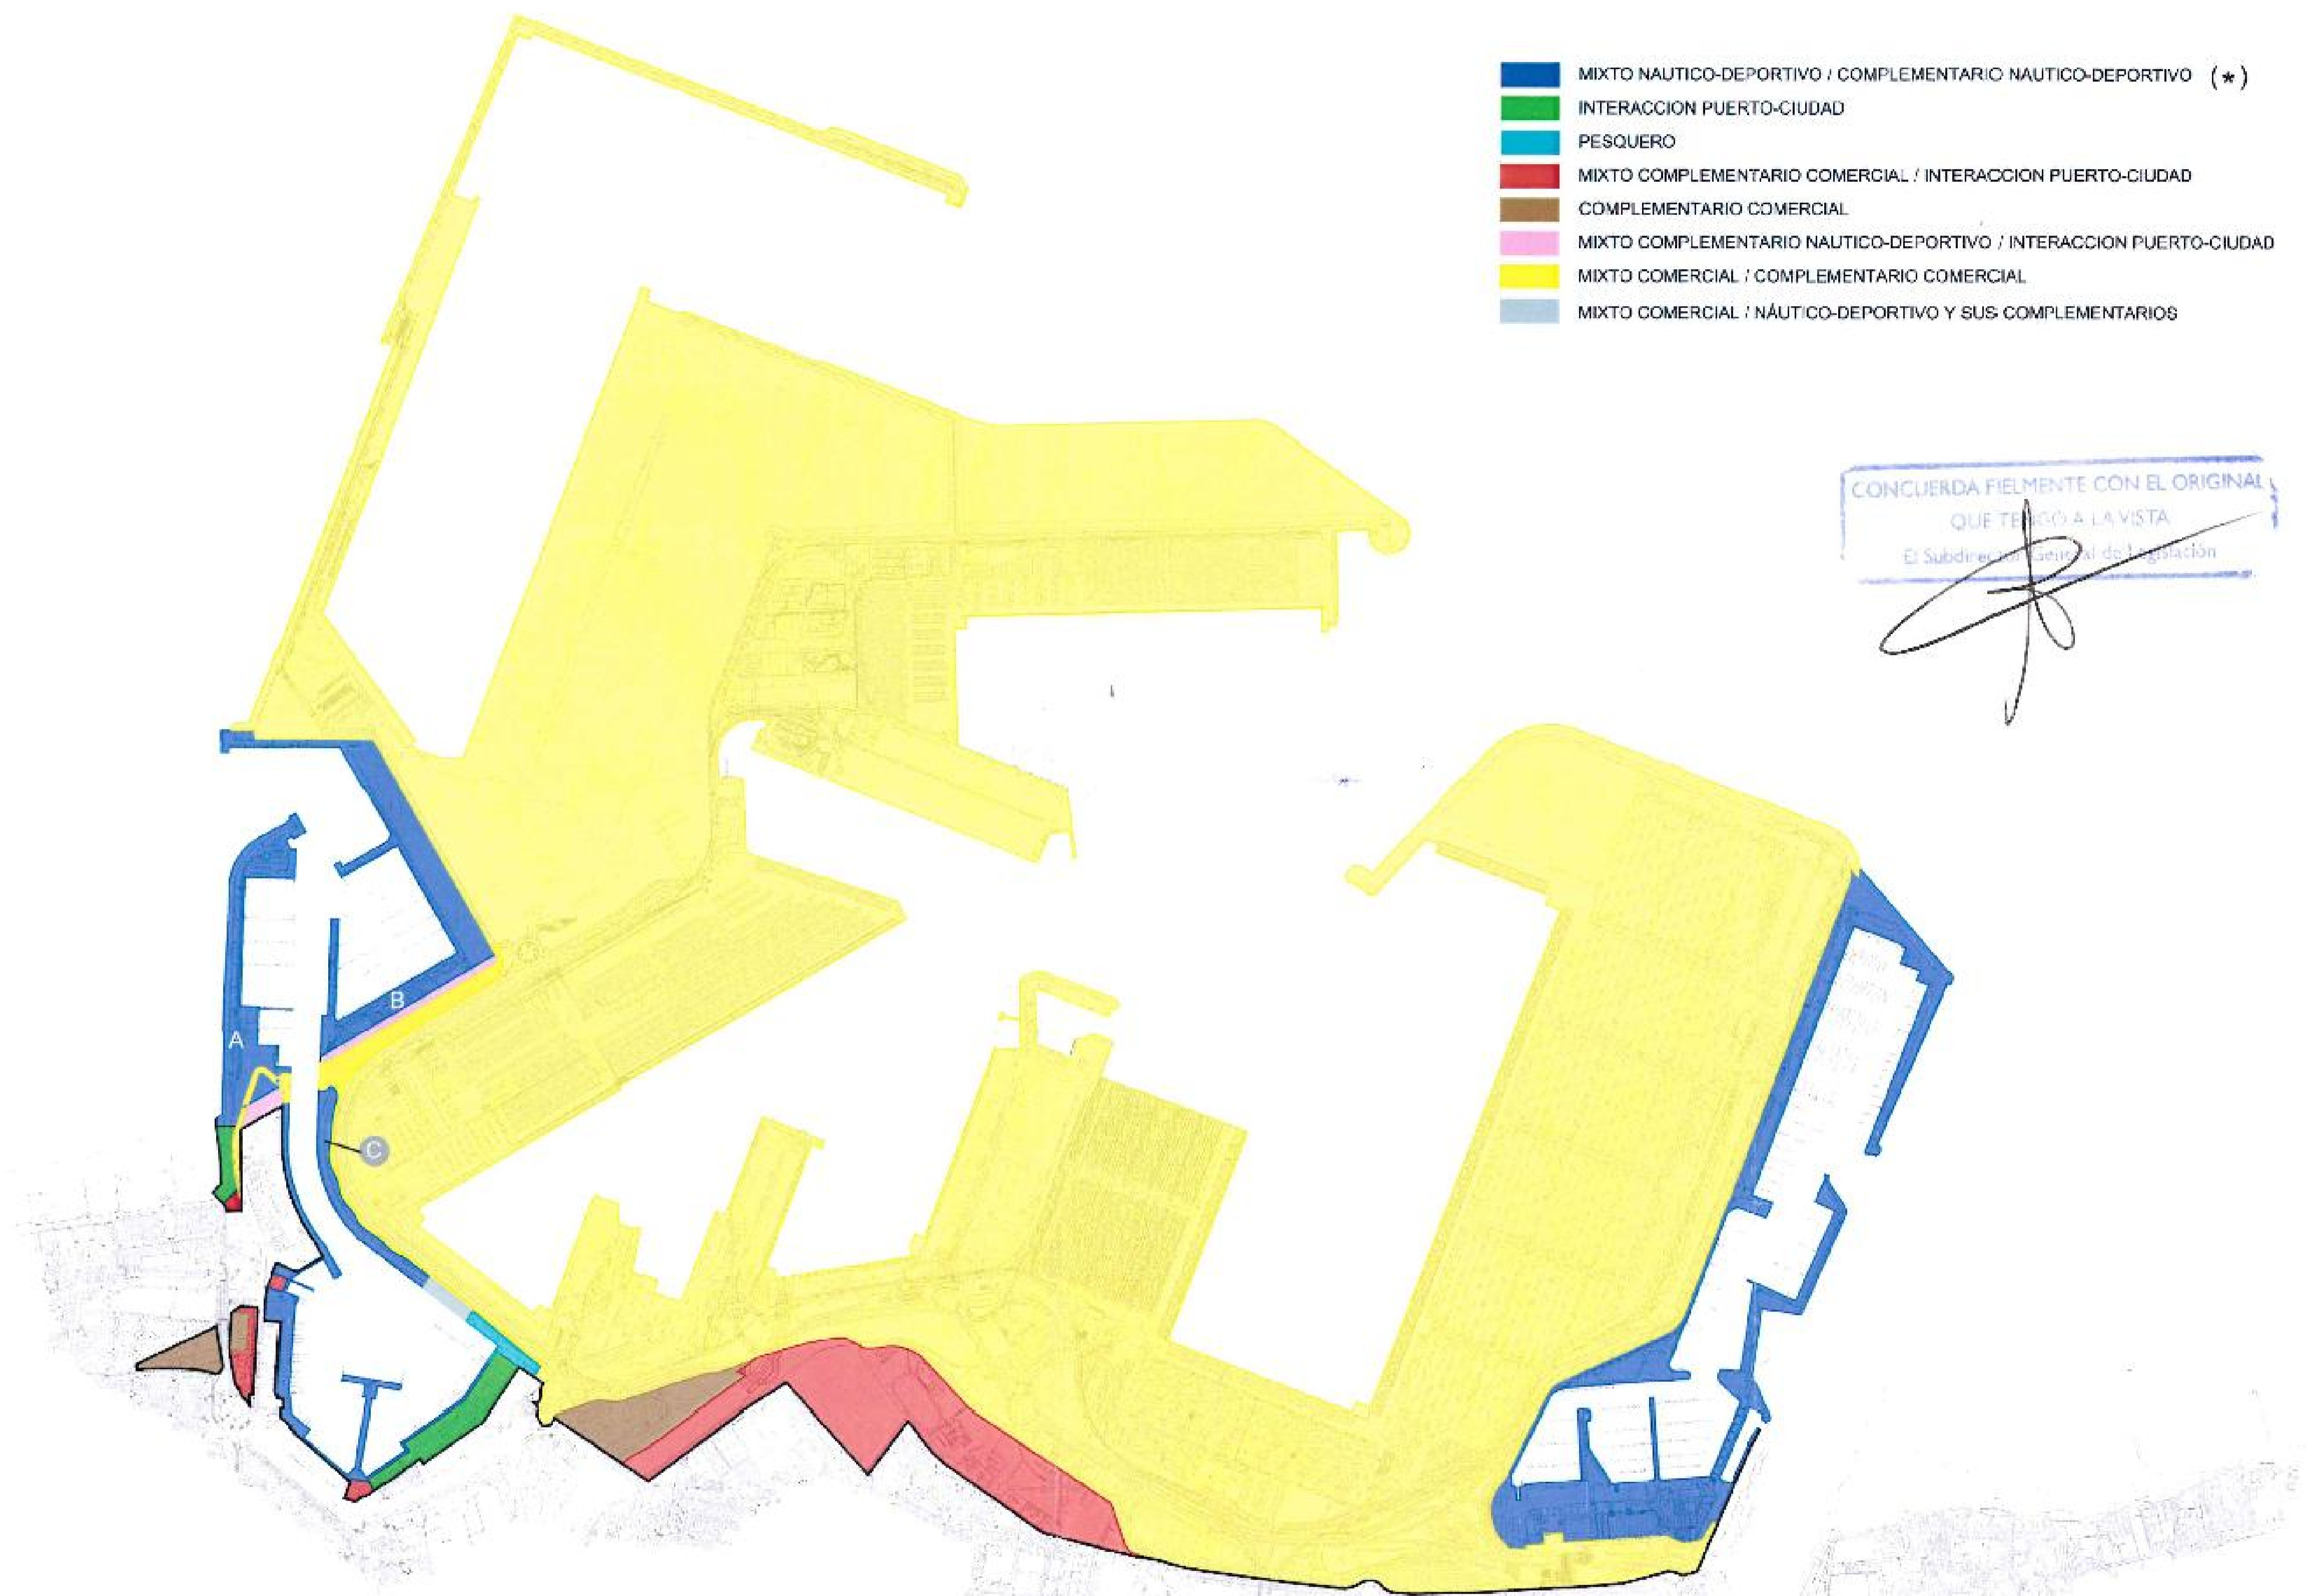 MIXTO NAUTICO-DEPORTIVO / COMPLEMENTARIO NAUTICO-DEPORTIVO (*)
INTERACCION PUERTO-CIUDAD
PESQUERO
MIXTO COMPLEMENTARIO COMERCIAL / INTERACCION PUERTO-CIUDAD
COMPLEMENTARIO COMERCIAL
MIXTO COMPLEMENTARIO NAUTICO-DEPORTIVO / INTERACCION PUERTO-CIUDAD
MIXTO COMERCIAL / COMPLEMENTARIO COMERCIAL
MIXTO COMERCIAL / NÁUTICO-DEPORTIVO Y SUS COMPLEMENTARIOS
CONCUERDA FIELMENTE CON EL ORIGINAL
QUE TENGO A LA VISTA
El Subdirector General de Legislación
B
A
C